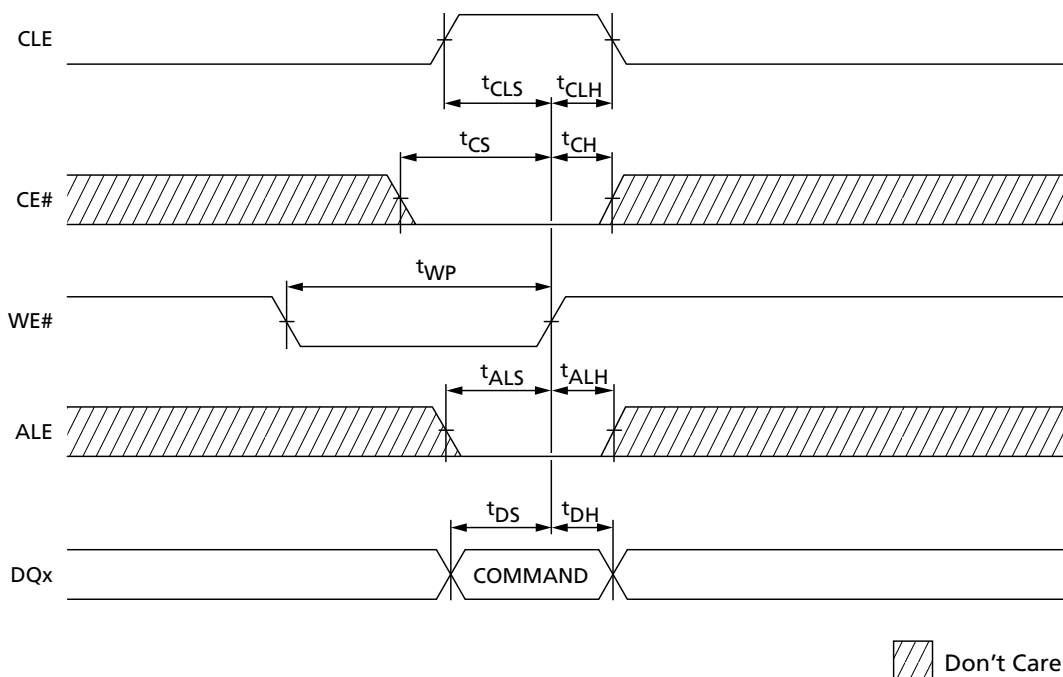 CLE
tCLS tCLH
tCS tCH
CE#
tWP
WE#
tALS tALH
ALE
tDS tDH
DQx COMMAND
Don't Care